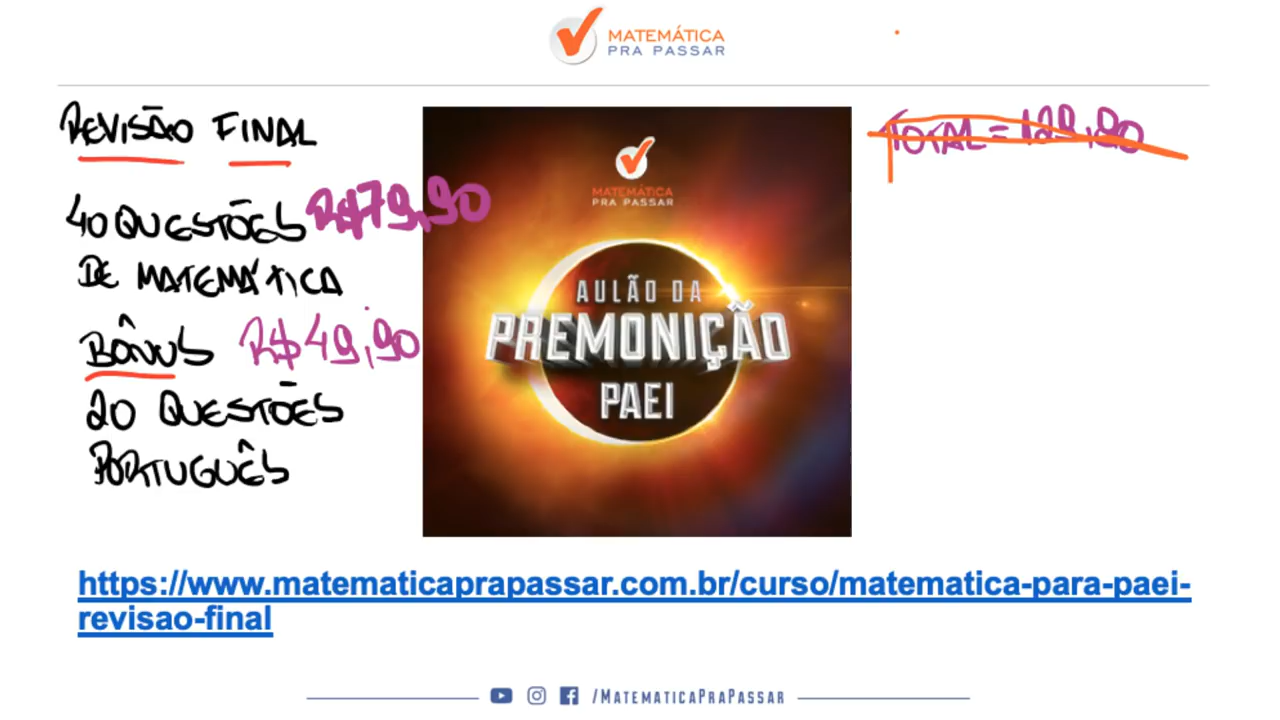 MATEMÁTICA
PRA PASSAR
REVISÃO FINAL
40 QUESTÕES R$79,90
DE MATEMÁTICA
BÔNUS R$49,90
20 QUESTÕES
PORTUGUÊS
MATEMÁTICA
PRA PASSAR
AULÃO DA
PREMONIÇÃO
PAEI
TOTAL = 129,90
https://www.matematicaprapassar.com.br/curso/matematica-para-paei-
revisao-final
/MATEMATICAPRAPASSAR